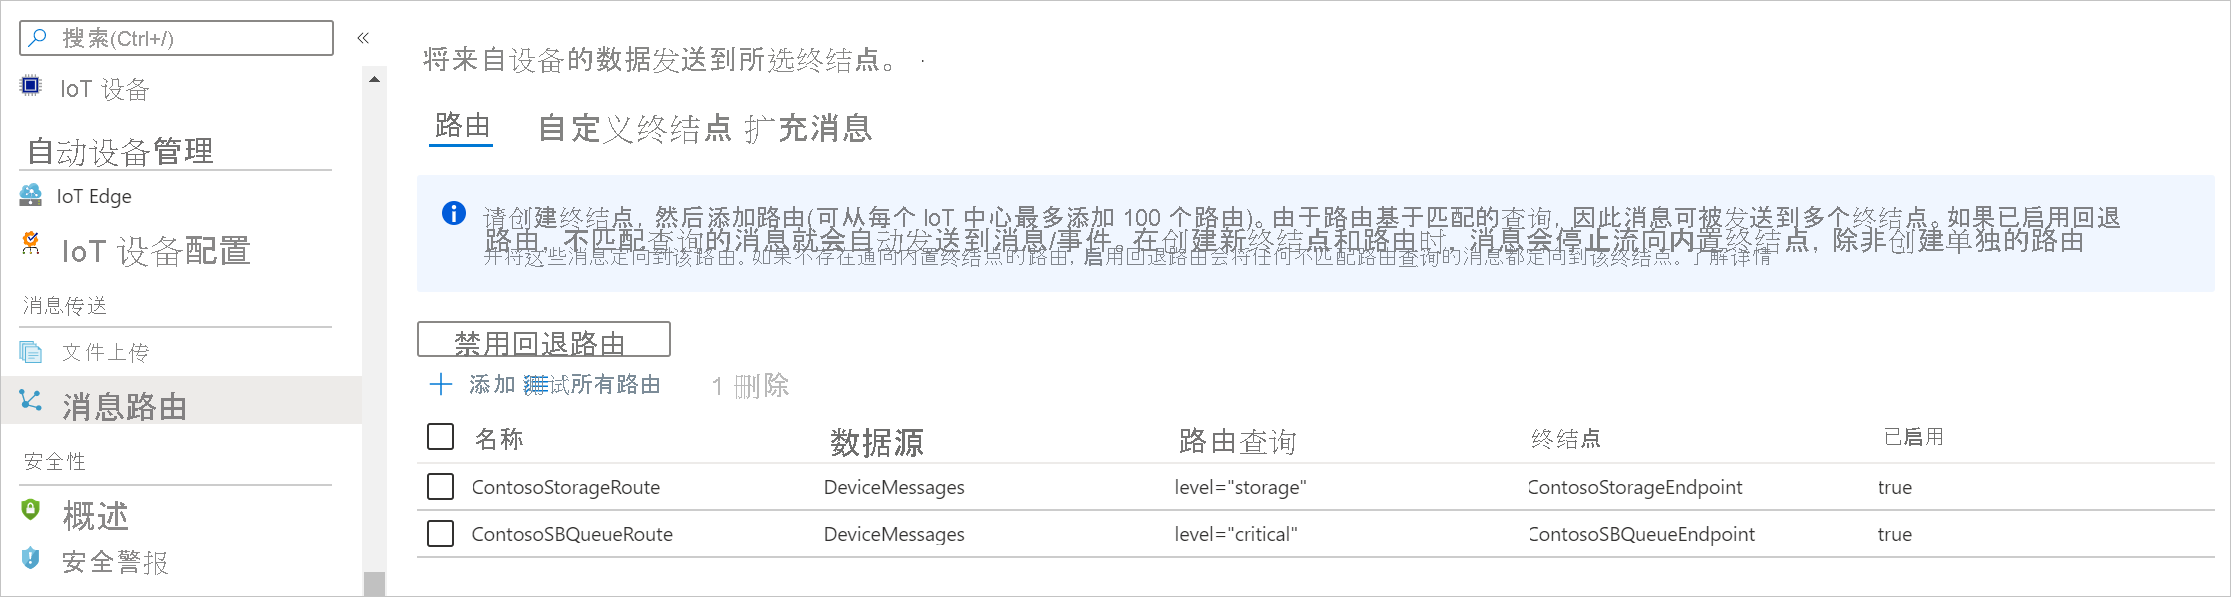 搜索(Ctrl+/)
«
IoT 设备
自动设备管理
IoT Edge
IoT 设备配置
消息传送
文件上传
消息路由
安全性
概述
安全警报
将来自设备的数据发送到所选终结点。
路由 自定义终结点 扩充消息
请创建终结点, 然后添加路由(可从每个 IoT 中心最多添加 100 个路由)。由于路由基于匹配的查询, 因此消息可被发送到多个终结点。如果已启用回退
路由, 不匹配查询的消息就会自动发送到消息/事件。在创建新终结点和路由时, 消息会停止流向内置终结点, 除非创建单独的路由
并将这些消息定向到该路由。如果不存在通向内置终结点的路由, 启用回退路由会将任何不匹配路由查询的消息都定向到该终结点。了解详情
禁用回退路由
添加 测试所有路由 1 删除
名称 数据源 路由查询 终结点 已启用
ContosoStorageRoute DeviceMessages level="storage" ContosoStorageEndpoint true
ContosoSBQueueRoute DeviceMessages level="critical" ContosoSBQueueEndpoint true